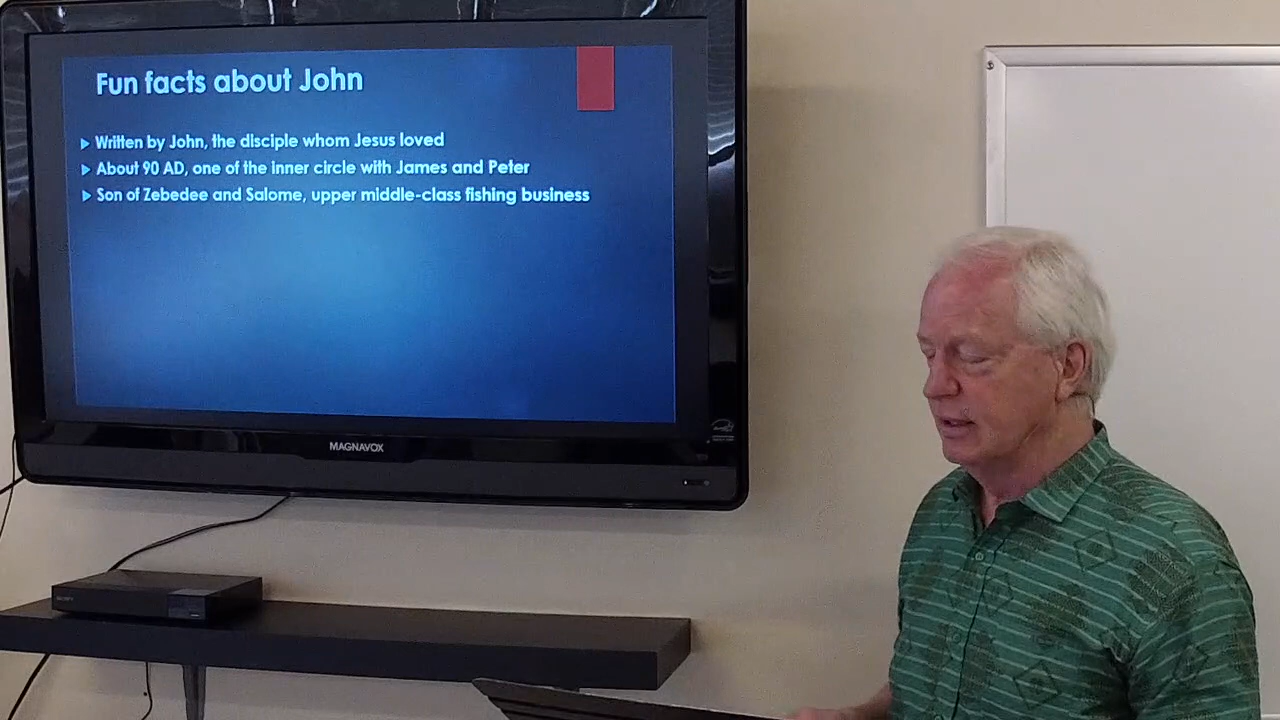 Fun facts about John
Written by John, the disciple whom Jesus loved
About 90 AD, one of the inner circle with James and Peter
Son of Zebedee and Salome, upper middle-class fishing business
MAGNAVOX
SONY